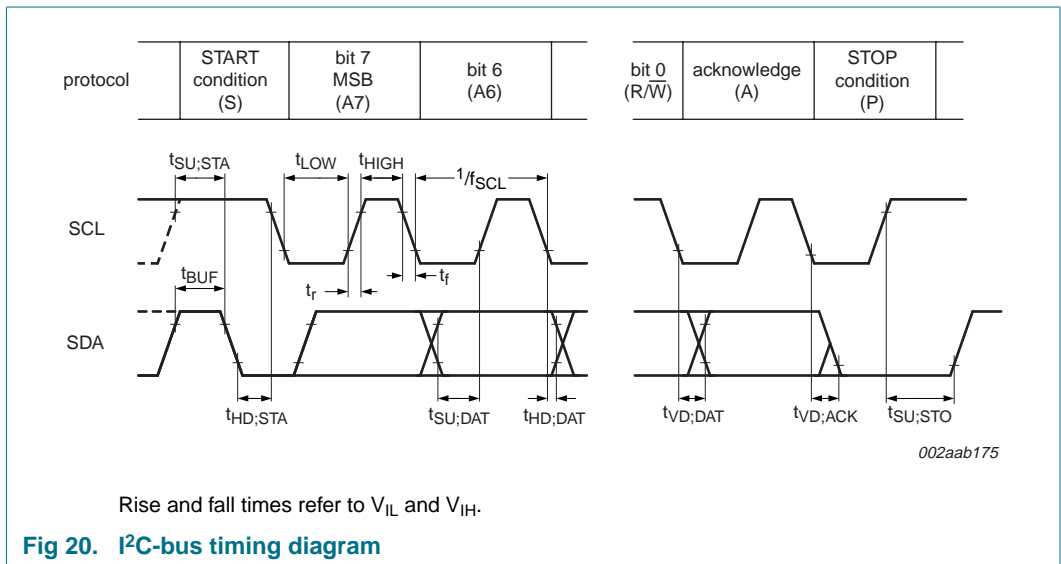 protocol
START
condition
(S)
bit 7
MSB
(A7)
bit 6
(A6)
bit 0
(R/W̅)
acknowledge
(A)
STOP
condition
(P)
tSU;STA
tLOW
tHIGH
1/fSCL
SCL
tBUF
tr
tf
SDA
tHD;STA
tSU;DAT
tHD;DAT
tVD;DAT
tVD;ACK
tSU;STO
002aab175
Rise and fall times refer to VIL and VIH.
Fig 20. I²C-bus timing diagram